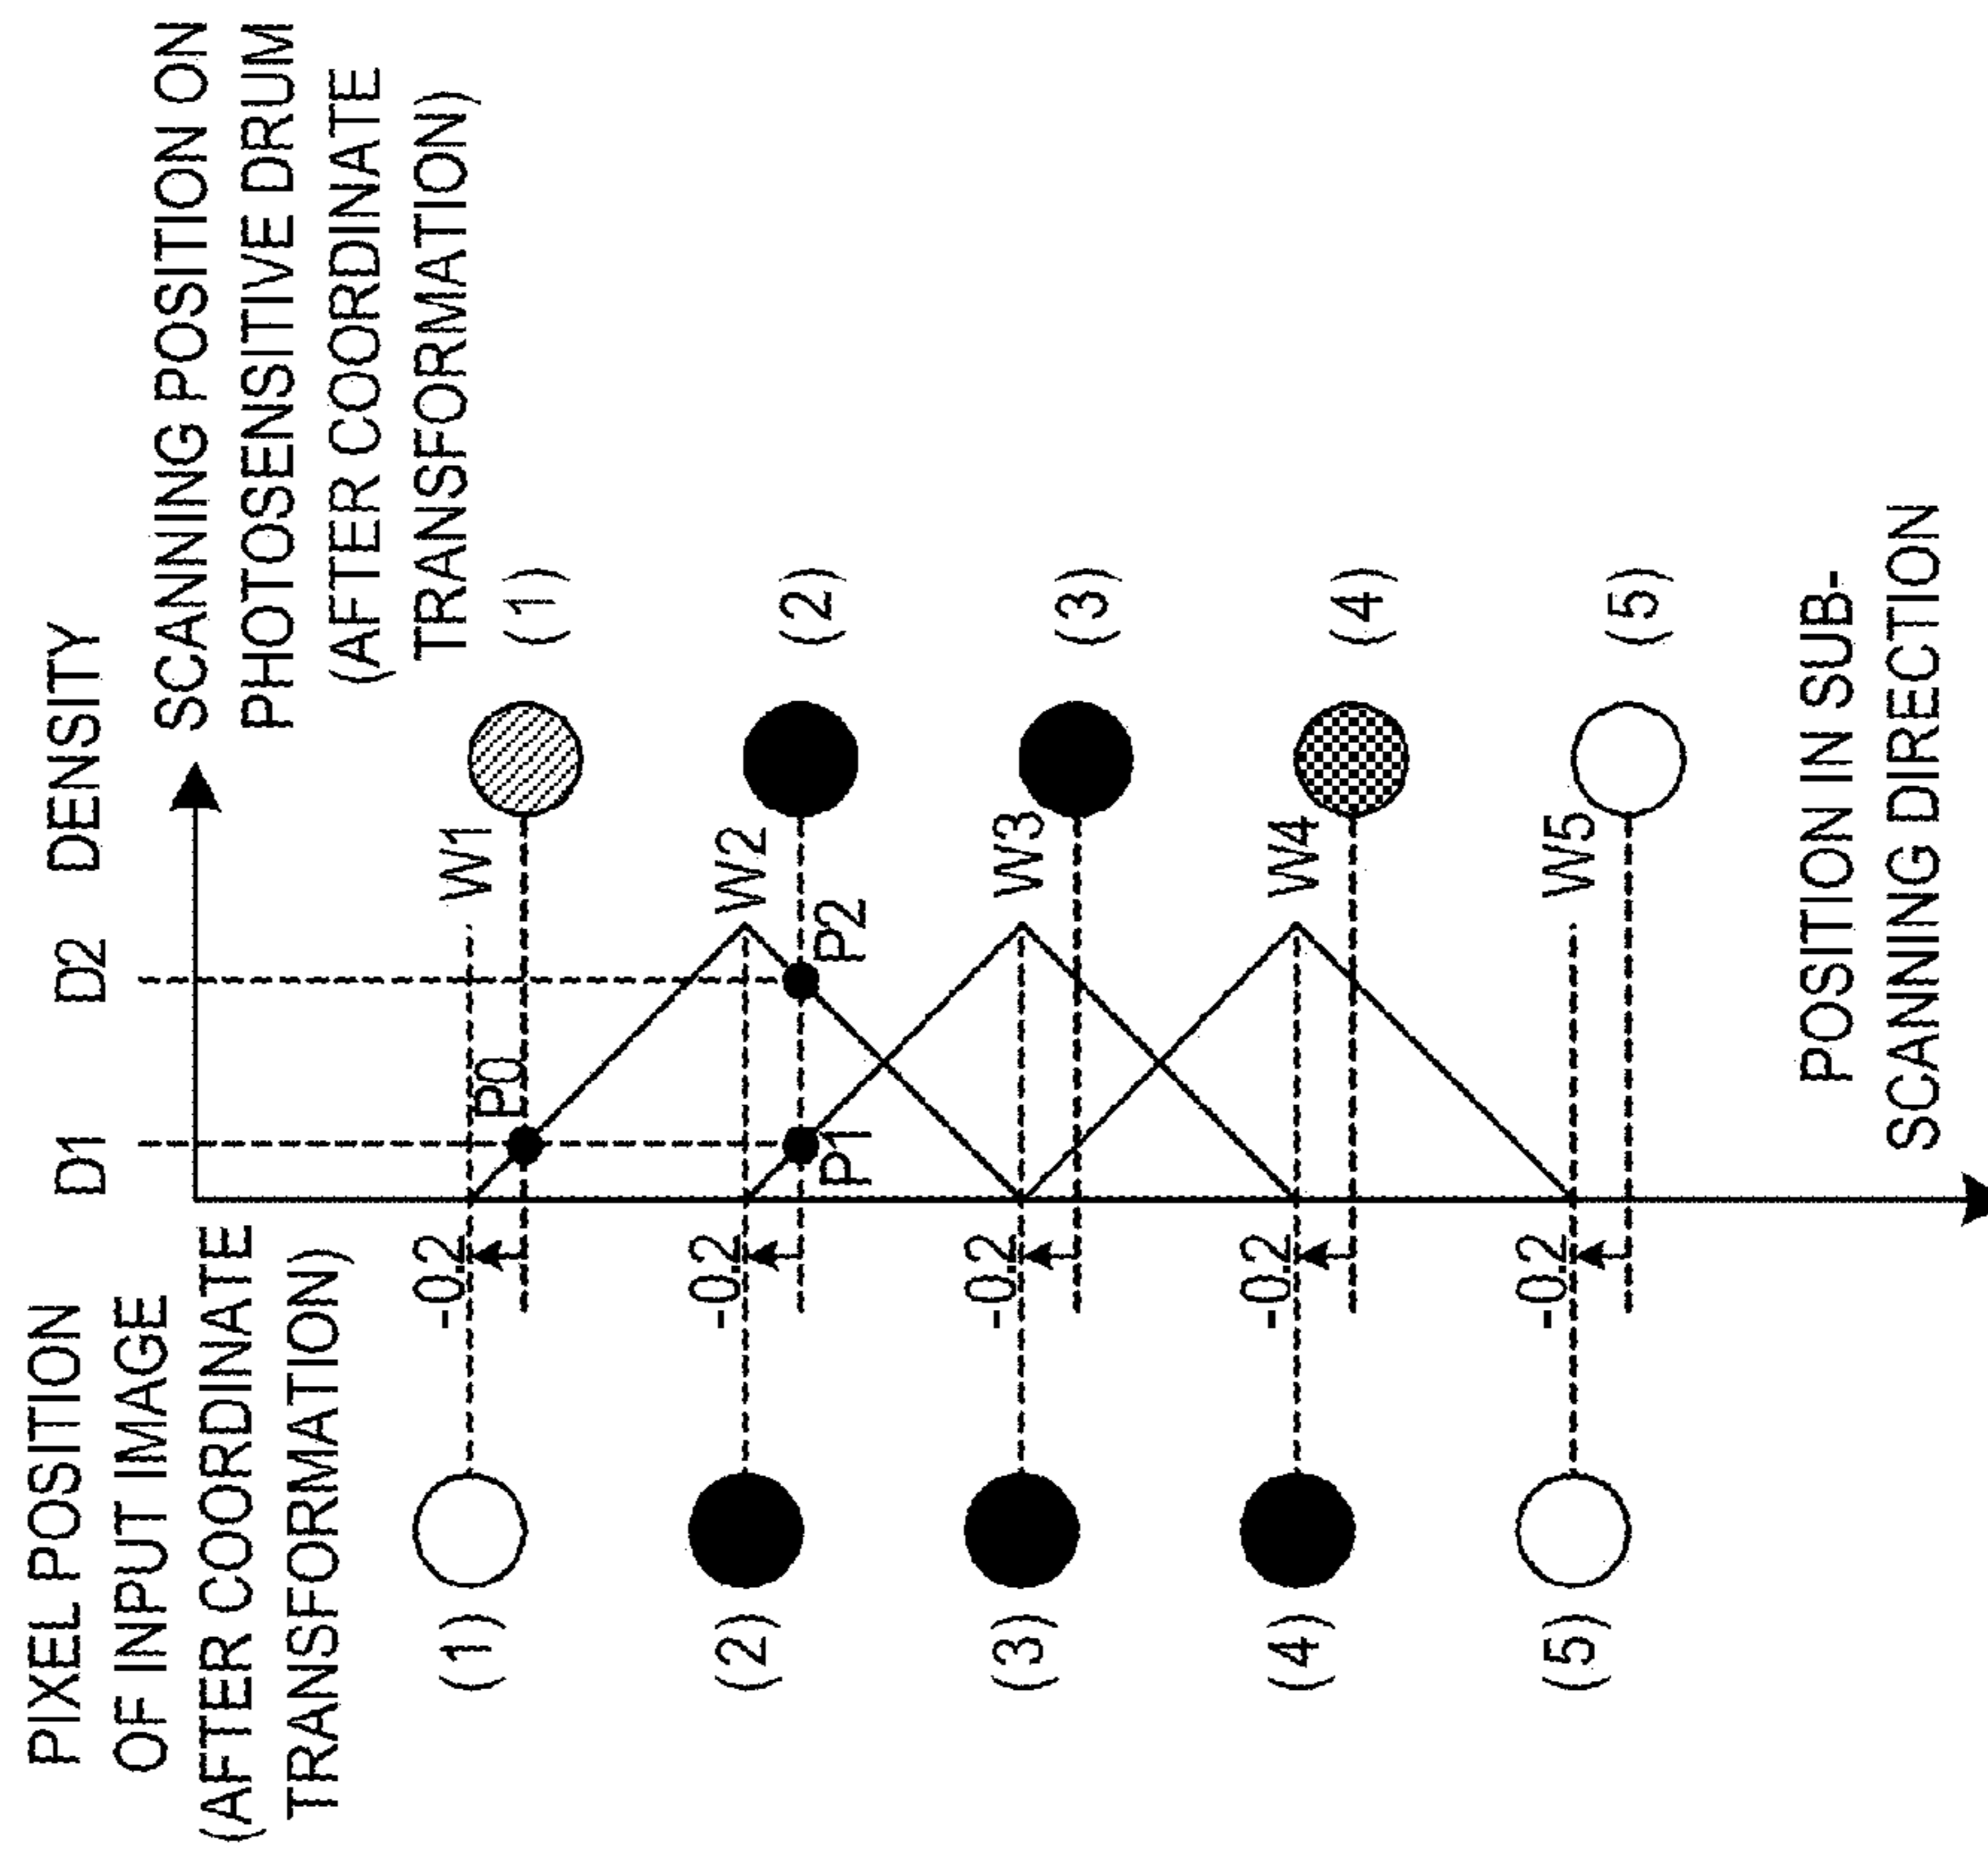 PIXEL POSITION
OF INPUT IMAGE
(AFTER COORDINATE
TRANSFORMATION)
D1
D2
DENSITY
SCANNING POSITION ON
PHOTOSENSITIVE DRUM
(AFTER COORDINATE
TRANSFORMATION)
(1)
-0.2
P0
W1
(1)
(2)
-0.2
P1
P2
W2
(2)
(3)
-0.2
W3
(3)
(4)
-0.2
W4
(4)
(5)
-0.2
W5
(5)
POSITION IN SUB-
SCANNING DIRECTION